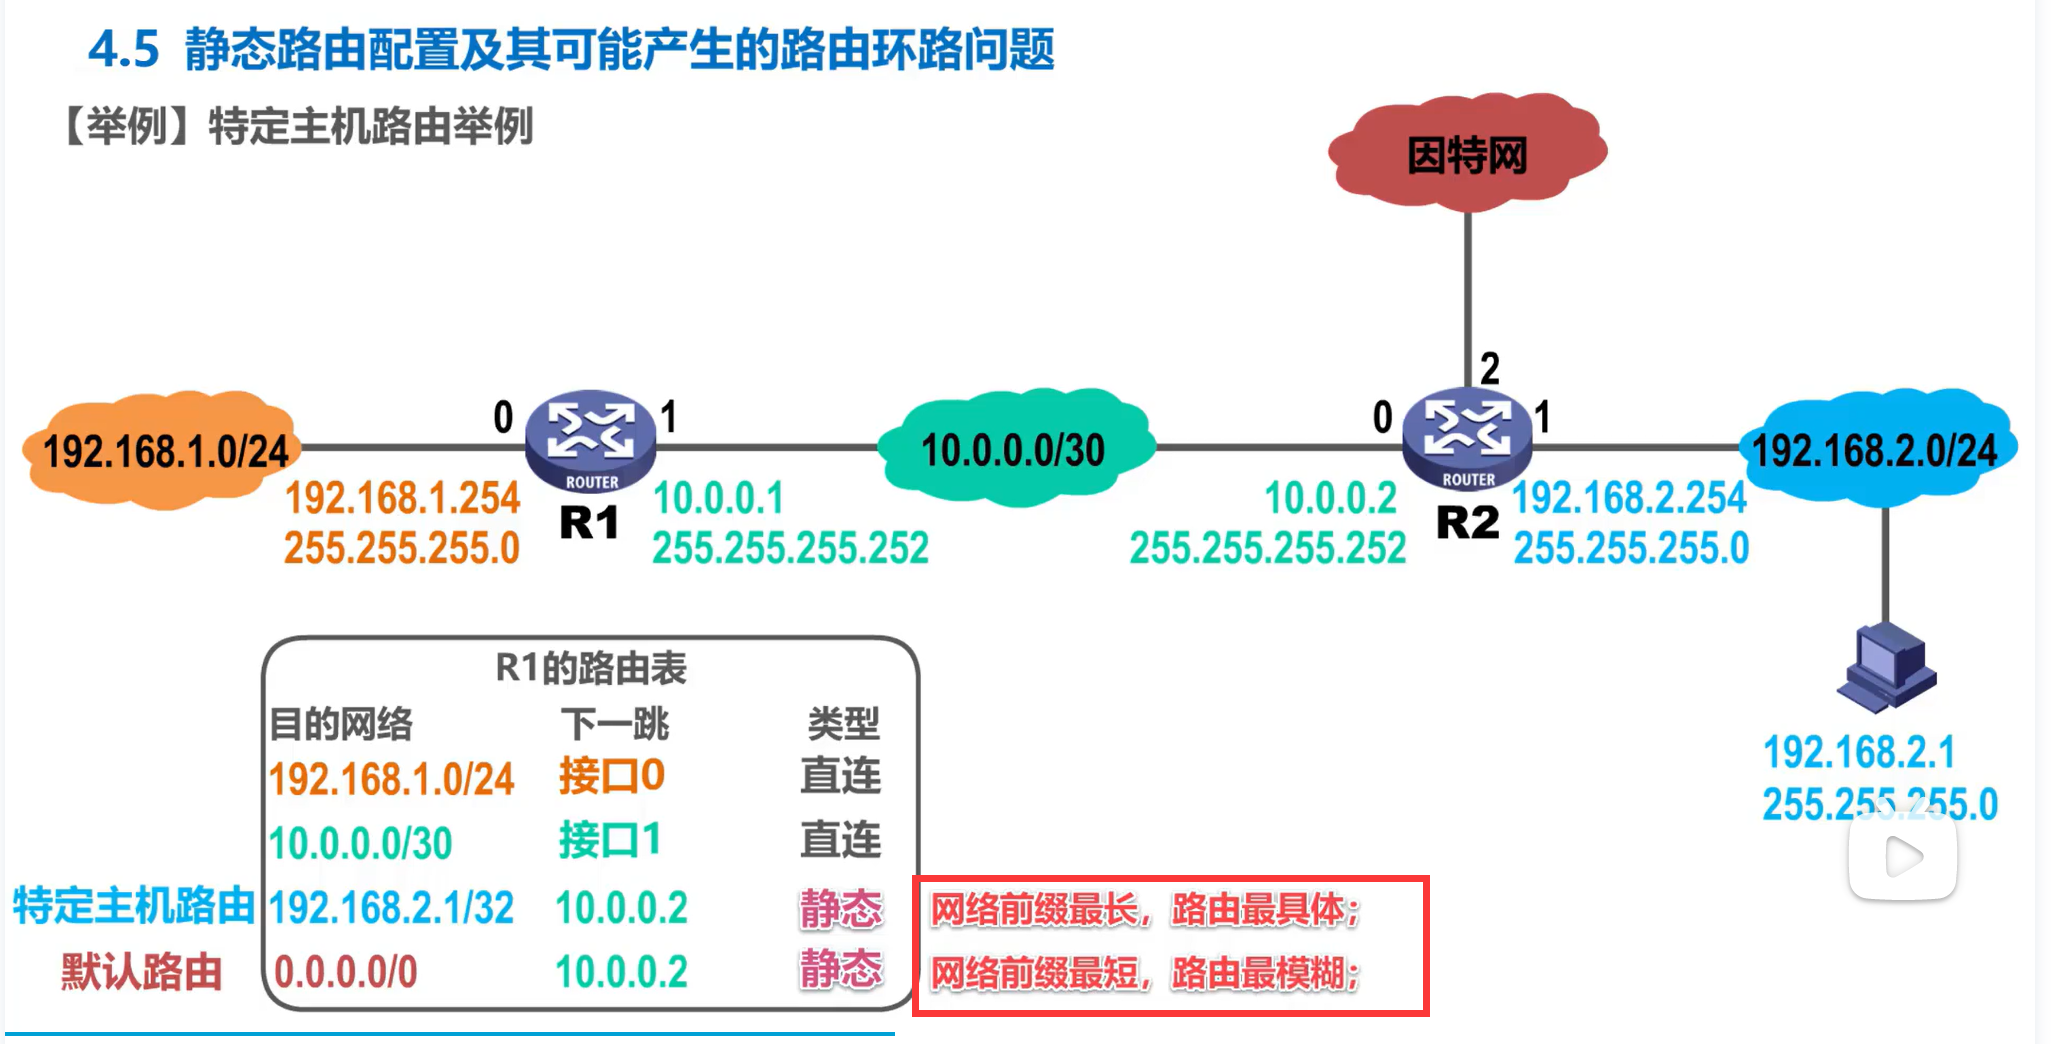 4.5 静态路由配置及其可能产生的路由环路问题
【举例】特定主机路由举例
因特网
2
0
1
0
1
192.168.1.0/24
10.0.0.0/30
192.168.2.0/24
ROUTER
ROUTER
192.168.1.254
255.255.255.0
R1
10.0.0.1
255.255.255.252
10.0.0.2
255.255.255.252
R2
192.168.2.254
255.255.255.0
192.168.2.1
255.255.255.0
R1的路由表
目的网络 下一跳 类型
192.168.1.0/24 接口0 直连
10.0.0.0/30 接口1 直连
特定主机路由 192.168.2.1/32 10.0.0.2 静态 网络前缀最长，路由最具体；
默认路由 0.0.0.0/0 10.0.0.2 静态 网络前缀最短，路由最模糊；